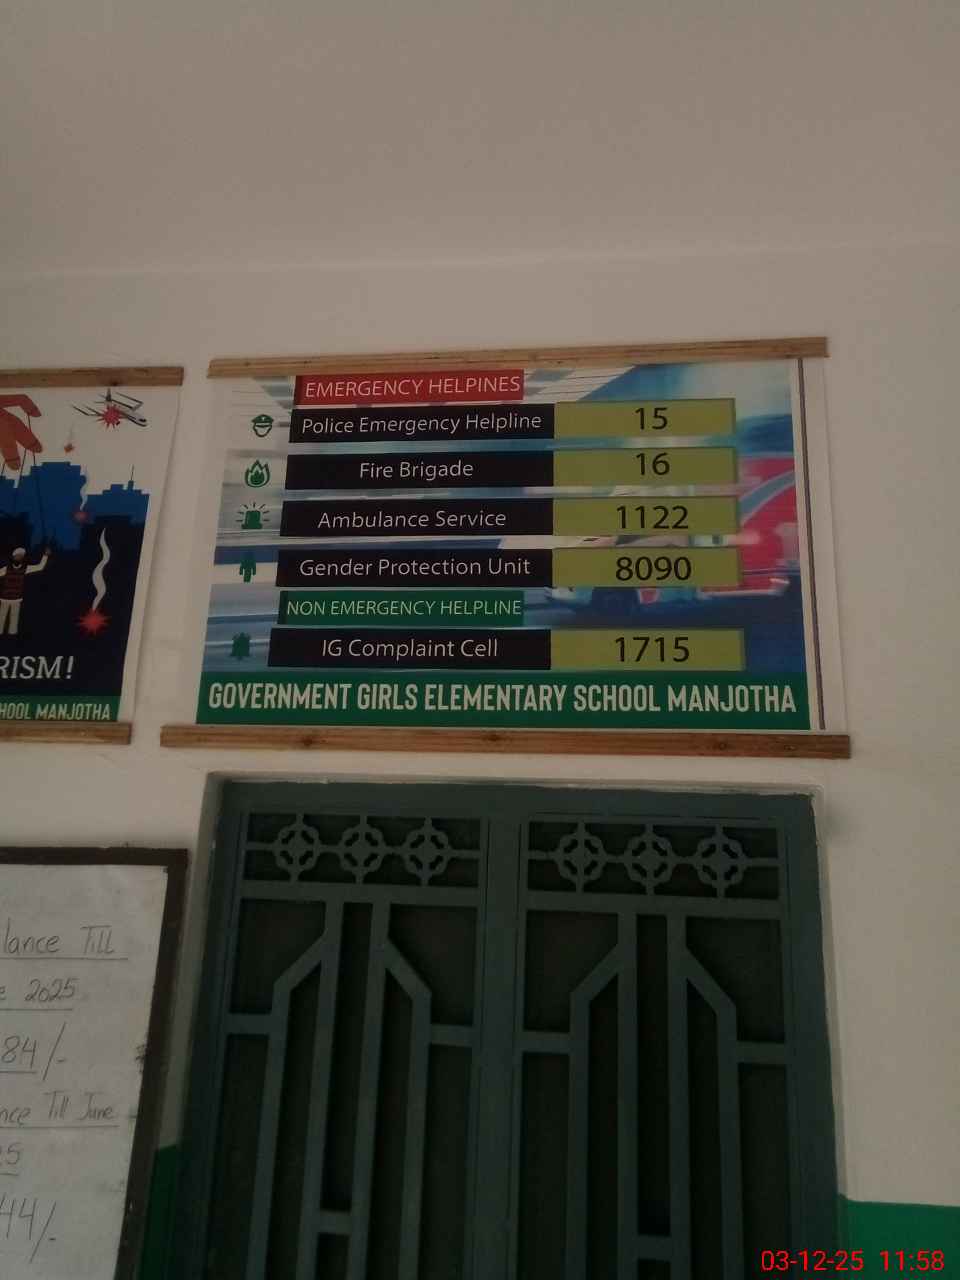 EMERGENCY HELPINES
Police Emergency Helpline 15
Fire Brigade 16
Ambulance Service 1122
Gender Protection Unit 8090
NON EMERGENCY HELPLINE
IG Complaint Cell 1715
GOVERNMENT GIRLS ELEMENTARY SCHOOL MANJOTHA
RISM!
HOOL MANJOTHA
lance Till
e 2025
84/-
nce Till June
25
44/-
03-12-25 11:58